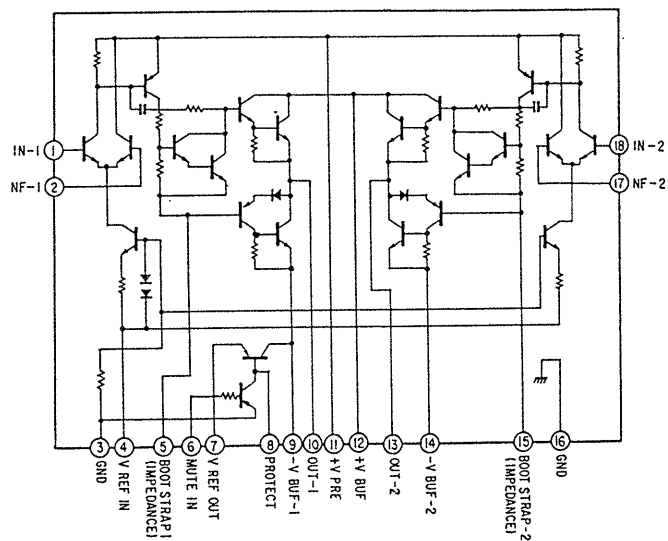 IN-1 1
NF-1 2
18 IN-2
17 NF-2
3 GND
4 V REF IN
5 BOOT STRAP 1
(IMPEDANCE)
6 MUTE IN
7 V REF OUT
8 PROTECT
9 -V BUF-1
10 OUT-1
11 +V PRE
12 +V BUF
13 OUT-2
14 -V BUF-2
15 BOOT STRAP-2
(IMPEDANCE)
16 GND